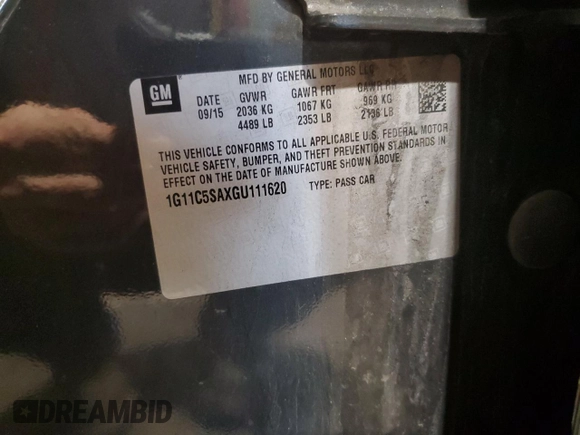 GM
MFD BY GENERAL MOTORS LLC
DATE GVWR GAWR FRT GAWR RR
09/15 2036 KG 1067 KG 969 KG
4489 LB 2353 LB 2136 LB
THIS VEHICLE CONFORMS TO ALL APPLICABLE U.S. FEDERAL MOTOR
VEHICLE SAFETY, BUMPER, AND THEFT PREVENTION STANDARDS IN
EFFECT ON THE DATE OF MANUFACTURE SHOWN ABOVE.
1G11C5SAXGU111620 TYPE: PASS CAR
DREAMBID